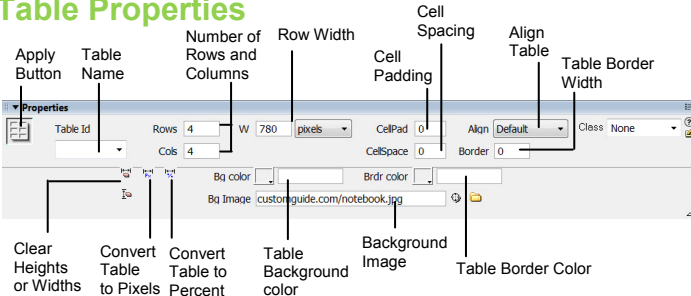 Table Properties
Apply Button
Table Name
Number of Rows and Columns
Row Width
Cell Padding
Cell Spacing
Align Table
Table Border Width
Properties
Table Id
Rows 4
W 780 pixels
CellPad 0
Align Default
Class None
Cols 4
CellSpace 0
Border 0
Bg color
Brdr color
Bg Image customguide.com/notebook.jpg
Clear Heights or Widths
Convert Table to Pixels
Convert Table to Percent
Table Background color
Background Image
Table Border Color